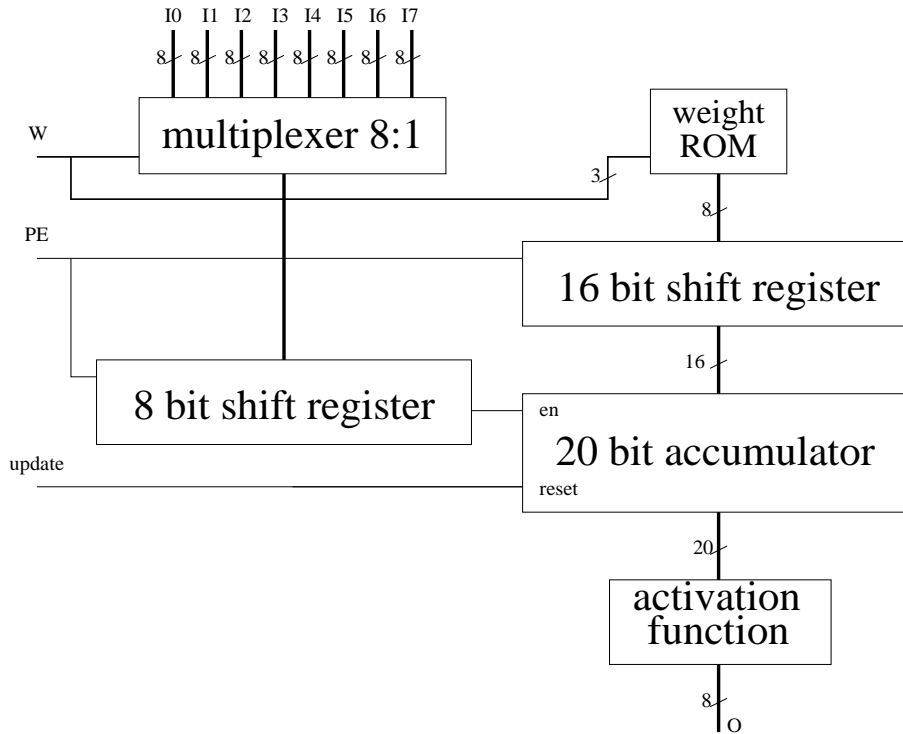 I0 I1 I2 I3 I4 I5 I6 I7
8 8 8 8 8 8 8 8
W
multiplexer 8:1
weight
ROM
3
8
PE
16 bit shift register
16
8 bit shift register
en
20 bit accumulator
update
reset
20
activation
function
8
O